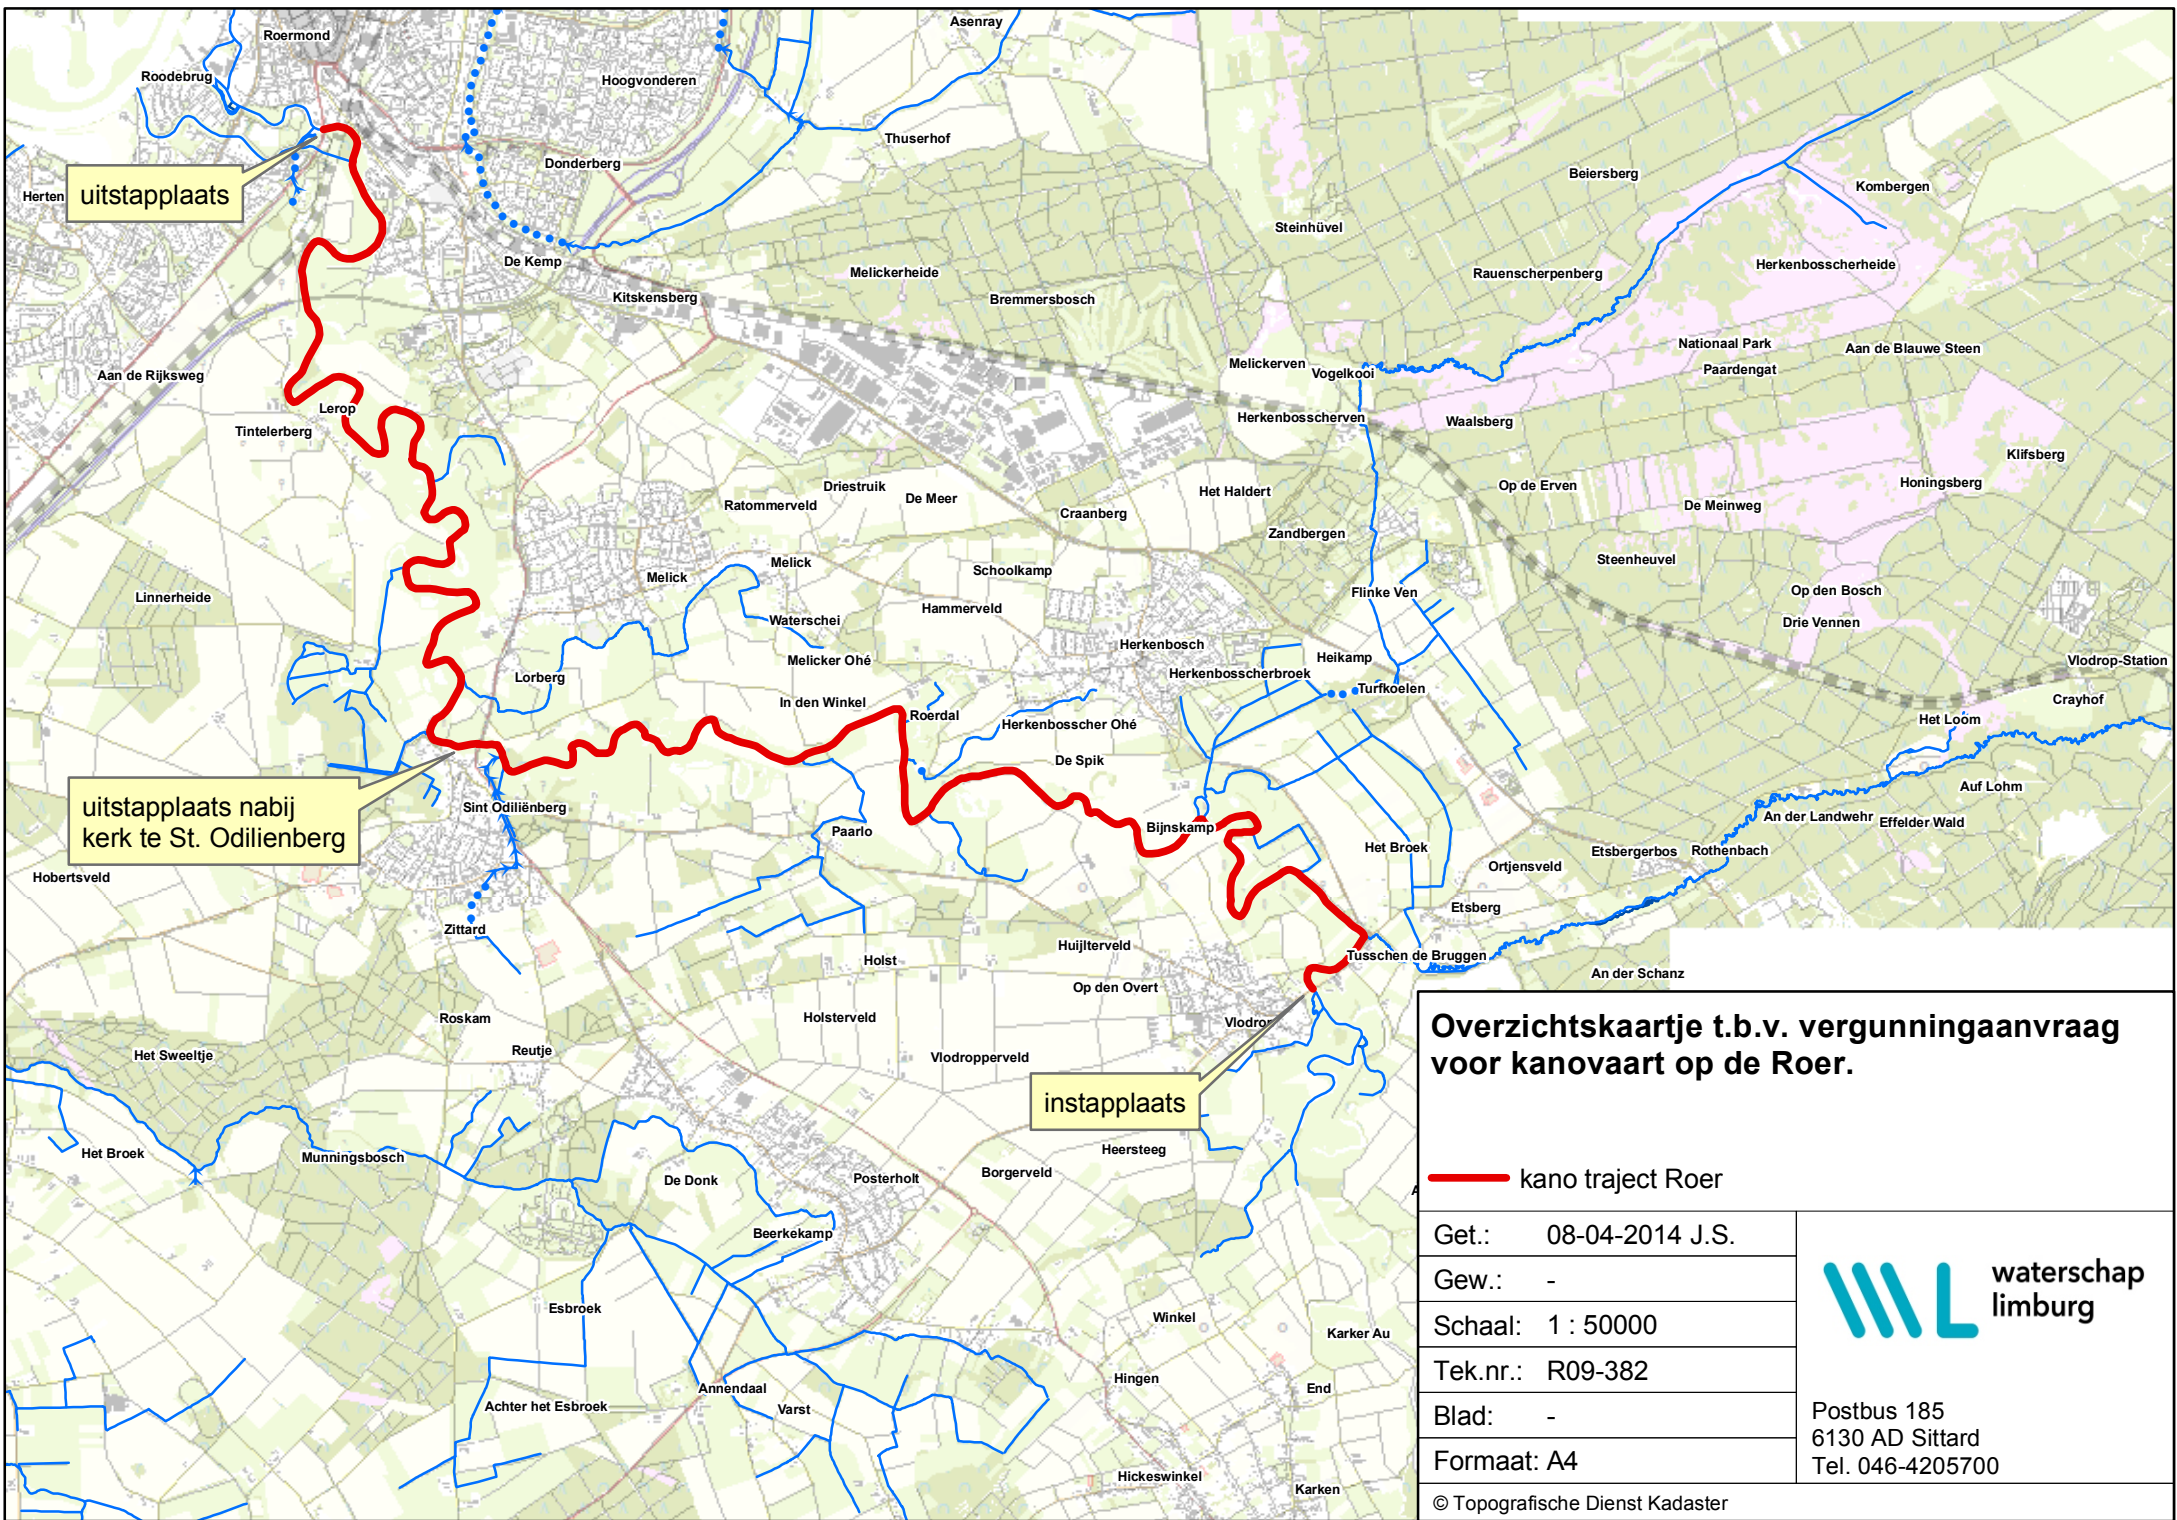 Roermond
Asenray
Roodebrug
Hoogvonderen
Thuserhof
Donderberg
uitstapplaats
Herten
Beiersberg
Kombergen
Steinhüvel
De Kemp
Melickerheide
Rauenscherpenberg
Herkenbosscherheide
Kitskensberg
Bremmersbosch
Nationaal Park
Aan de Blauwe Steen
Melickerven
Vogelkooi
Paardengat
Aan de Rijksweg
Lerop
Herkenbosscherven
Waalsberg
Tintelerberg
Klifsberg
Driestruik
De Meer
Het Haldert
Op de Erven
Honingsberg
Ratommerveld
Craanberg
De Meinweg
Zandbergen
Steenheuvel
Melick
Melick
Schoolkamp
Linnerheide
Flinke Ven
Op den Bosch
Hammerveld
Waterschei
Drie Vennen
Herkenbosch
Melicker Ohé
Heikamp
Vlodrop-Station
Lorberg
Herkenbosscherbroek
Turfkoelen
Crayhof
In den Winkel
Roerdal
Herkenbosscher Ohé
Het Loom
De Spik
Auf Lohm
uitstapplaats nabij
kerk te St. Odilienberg
Sint Odiliënberg
An der Landwehr
Effelder Wald
Paarlo
Bijnskamp
Het Broek
Etsbergerbos
Rothenbach
Hobertsveld
Ortjensveld
Etsberg
Zittard
Huijlterveld
Tusschen de Bruggen
Holst
An der Schanz
Op den Overt
Roskam
Holsterveld
Reutje
Het Sweeltje
Vlodropperveld
instapplaats
Het Broek
Munningsbosch
Heersteeg
De Donk
Posterholt
Borgerveld
Beerkekamp
Esbroek
Winkel
Karker Au
Hingen
Annendaal
End
Achter het Esbroek
Varst
Hickeswinkel
Karken
Overzichtskaartje t.b.v. vergunningaanvraag
voor kanovaart op de Roer.
kano traject Roer
Get.: 08-04-2014 J.S.
Gew.: -
Schaal: 1 : 50000
Tek.nr.: R09-382
Blad: -
Formaat: A4
© Topografische Dienst Kadaster
WL
waterschap
limburg
Postbus 185
6130 AD Sittard
Tel. 046-4205700